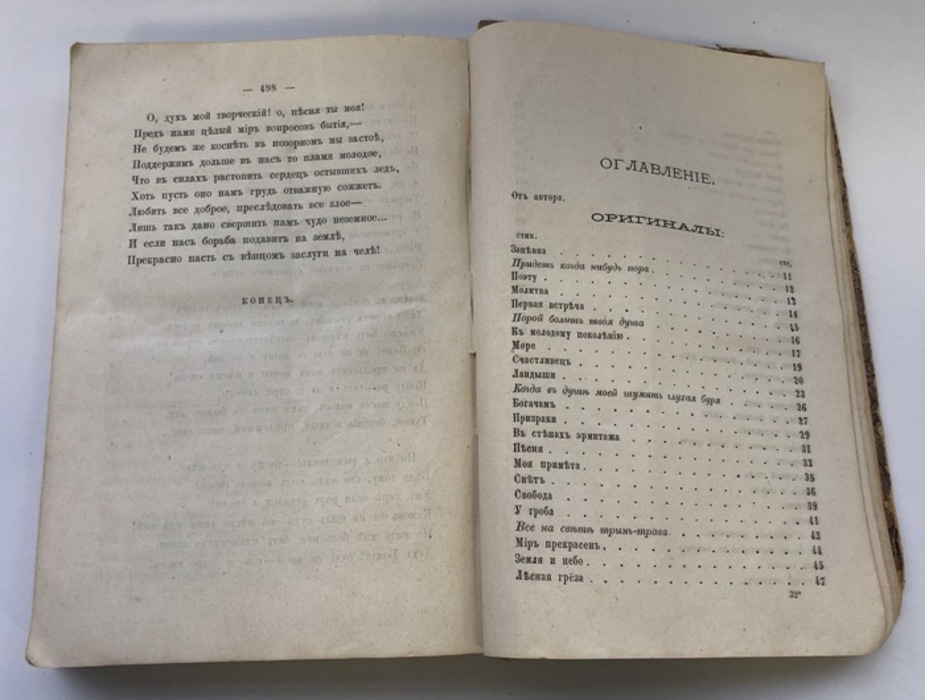 — 498 —
О, духъ мой творческій! о, пѣсня ты моя!
Предъ нами цѣлый міръ вопросовъ бытія,—
Не будемъ же коснѣть въ позорномъ мы застоѣ,
Поддержимъ дольше въ насъ то пламя молодое,
Что въ силахъ растопить сердецъ остывшихъ ледъ,
Хоть пусть оно намъ грудь отважную сожжетъ.
Любить все доброе, преслѣдовать все злое—
Лишь такъ дано свершить намъ чудо неземное...
И если насъ борьба подавитъ на землѣ,
Прекрасно пасть съ вѣнцомъ заслуги на челѣ!
КОНЕЦЪ.
ОГЛАВЛЕНІЕ.
Отъ автора.
ОРИГИНАЛЫ:
стих.
стр.
Запѣвка . . . . . . . . . . 11
Придетъ когда нибудь пора . . . . . . . . . . 12
Поэту . . . . . . . . . . 13
Молитва . . . . . . . . . . 14
Первая встрѣча . . . . . . . . . . 15
Порой болитъ твоя душа . . . . . . . . . . 16
Къ молодому поколѣнію . . . . . . . . . . 17
Море . . . . . . . . . . 19
Счастливецъ . . . . . . . . . . 20
Ландыши . . . . . . . . . . 23
Когда въ душѣ моей шумитъ глухая буря . . . . . 26
Богачамъ . . . . . . . . . . 27
Призраки . . . . . . . . . . 29
Въ стѣнахъ эрмитажа . . . . . . . . . . 31
Пѣсня . . . . . . . . . . 33
Моя примѣта . . . . . . . . . . 35
Свѣтъ . . . . . . . . . . 36
Свобода . . . . . . . . . . 39
У гроба . . . . . . . . . . 41
Все на свѣтѣ трынь-трава . . . . . . . . . . 43
Міръ прекрасенъ . . . . . . . . . . 44
Земля и небо . . . . . . . . . . 45
Лѣсная грёза . . . . . . . . . . 47
32*